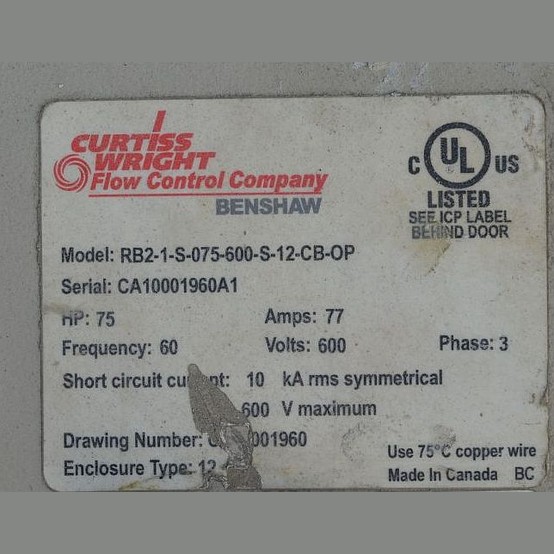 CURTISS
WRIGHT
Flow Control Company
BENSHAW
C UL US
LISTED
SEE ICP LABEL
BEHIND DOOR
Model: RB2-1-S-075-600-S-12-CB-OP
Serial: CA10001960A1
HP: 75 Amps: 77
Frequency: 60 Volts: 600 Phase: 3
Short circuit 10 kA rms symmetrical
600 V maximum
Drawing Number: 001960
Enclosure Type: 12
Use 75°C copper wire
Made In Canada BC